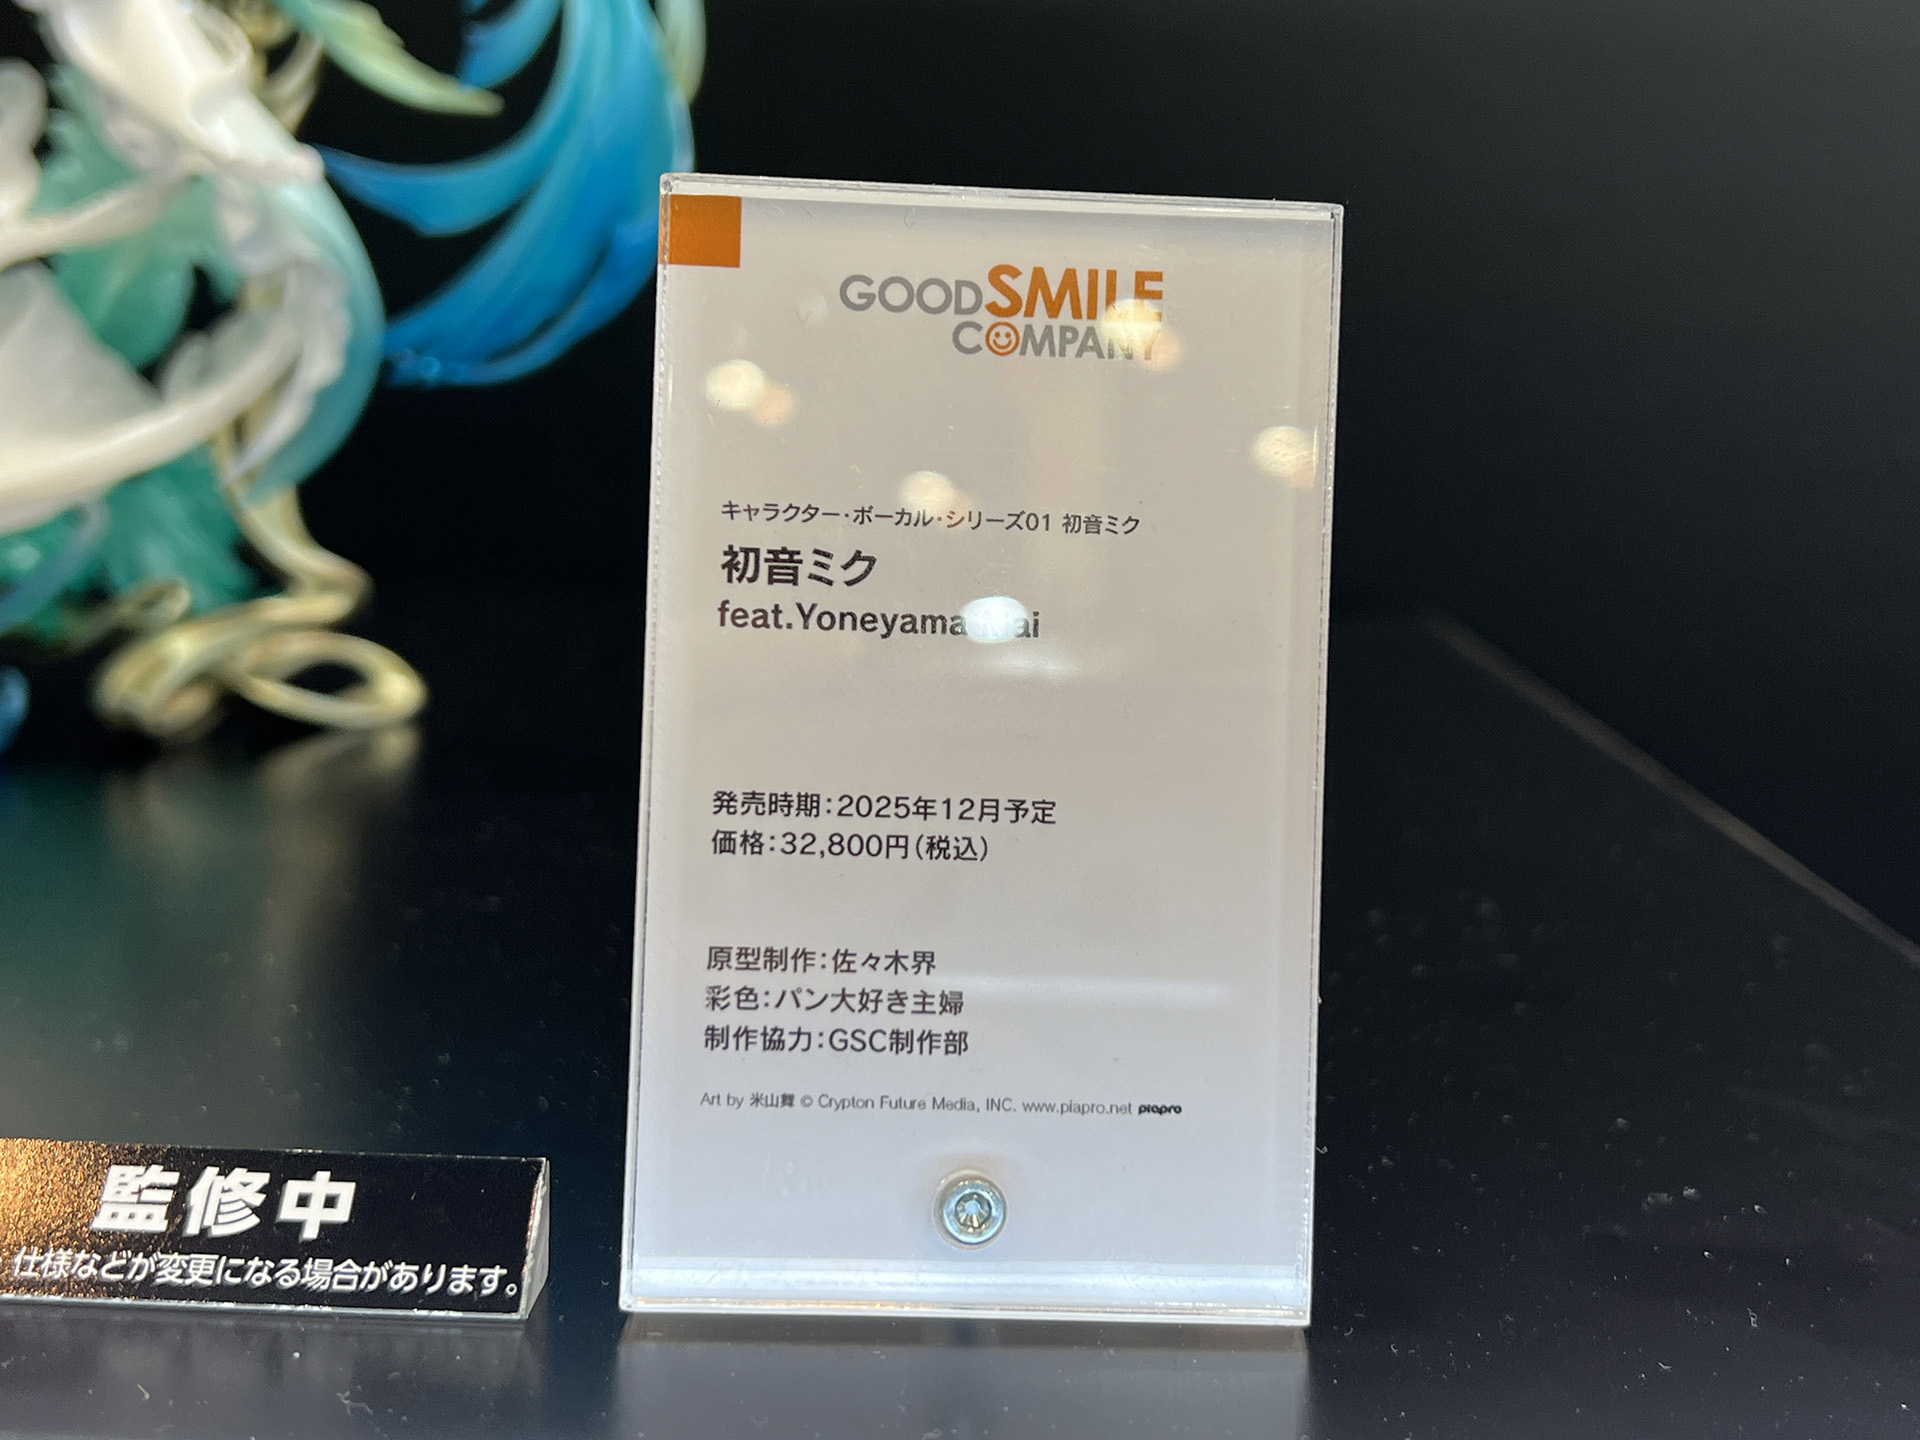 GOODSMILE
COMPANY
キャラクター・ボーカル・シリーズ01 初音ミク
初音ミク
feat.Yoneyama
発売時期：2025年12月予定
価格：32,800円（税込）
原型制作：佐々木界
彩色：パン大好き主婦
制作協力：GSC制作部
Art by 米山舞 © Crypton Future Media, INC. www.piapro.net piapro
監修中
仕様などが変更になる場合があります。